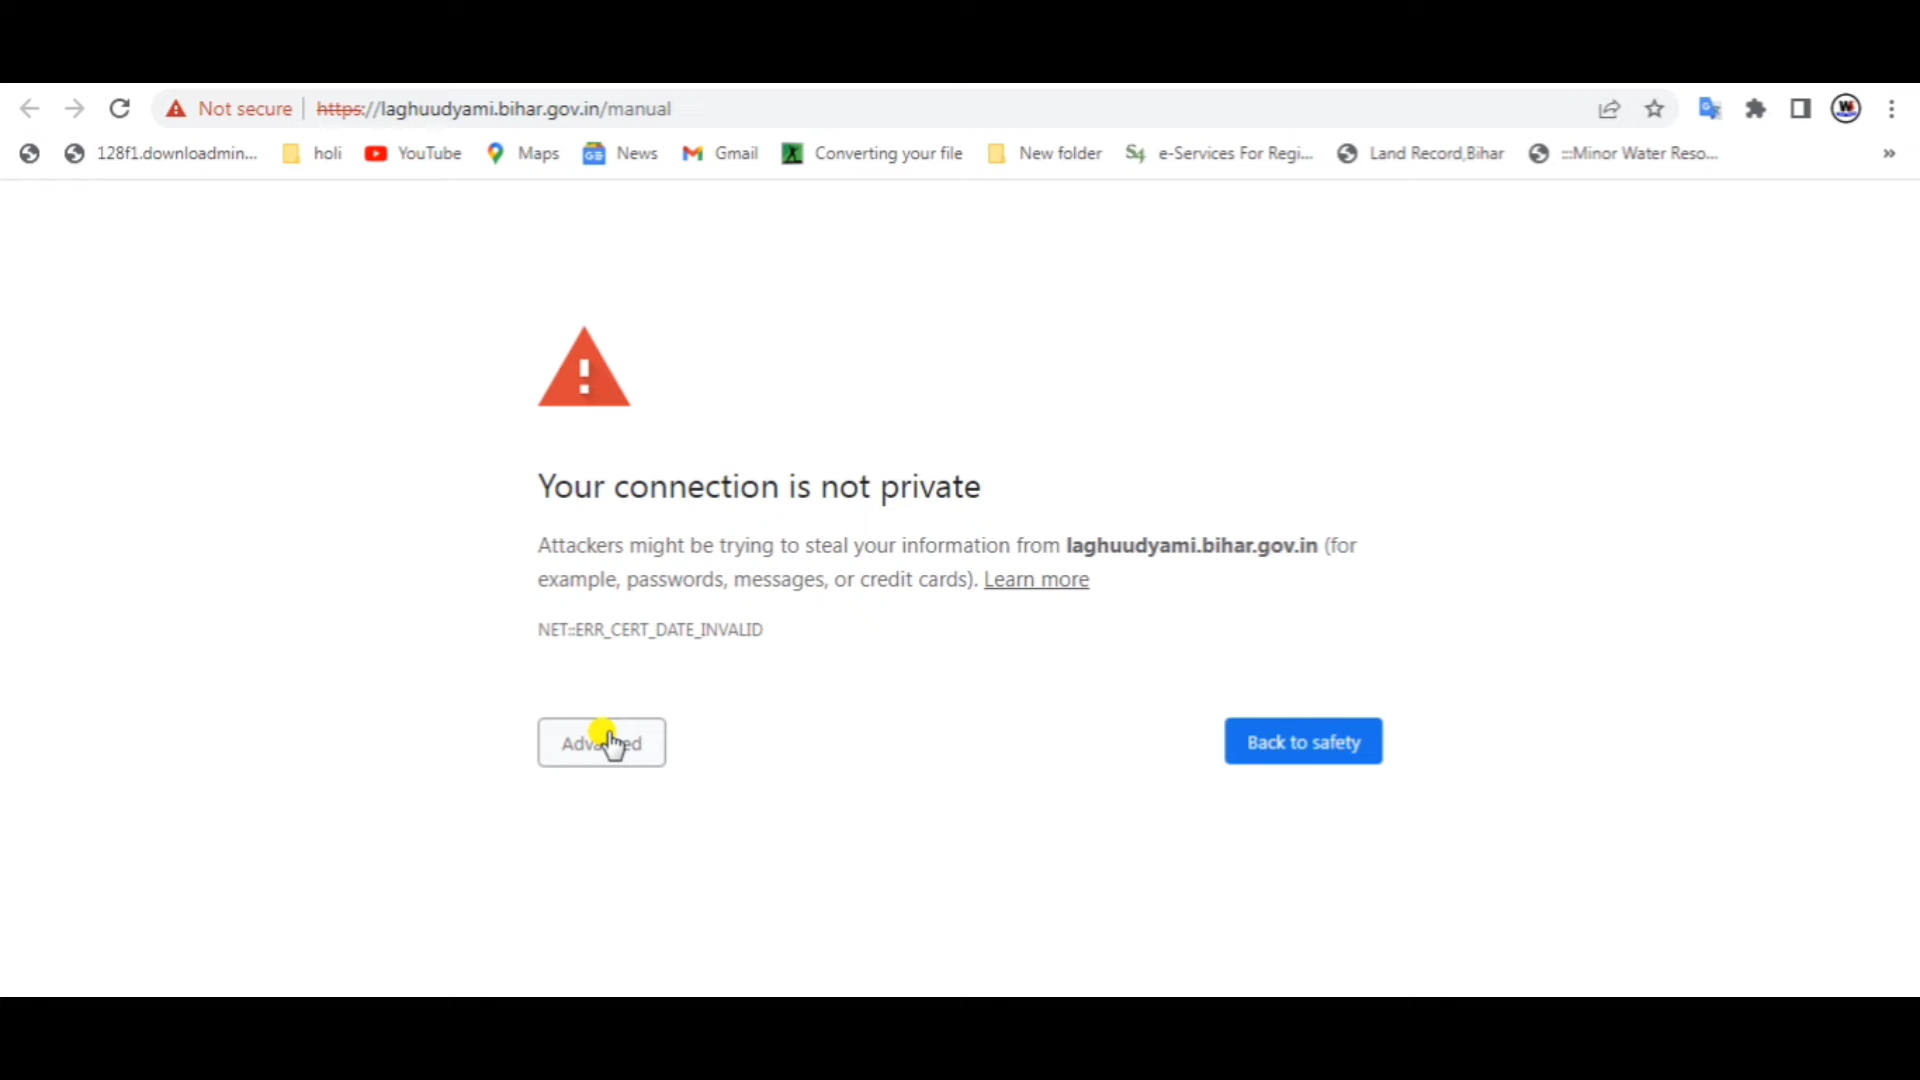 Not secure https://laghuudyami.bihar.gov.in/manual
128f1.downloadmin... holi YouTube Maps News Gmail Converting your file New folder e-Services For Regi... Land Record,Bihar :::Minor Water Reso... »
Your connection is not private
Attackers might be trying to steal your information from laghuudyami.bihar.gov.in (for
example, passwords, messages, or credit cards). Learn more
NET::ERR_CERT_DATE_INVALID
Advanced Back to safety